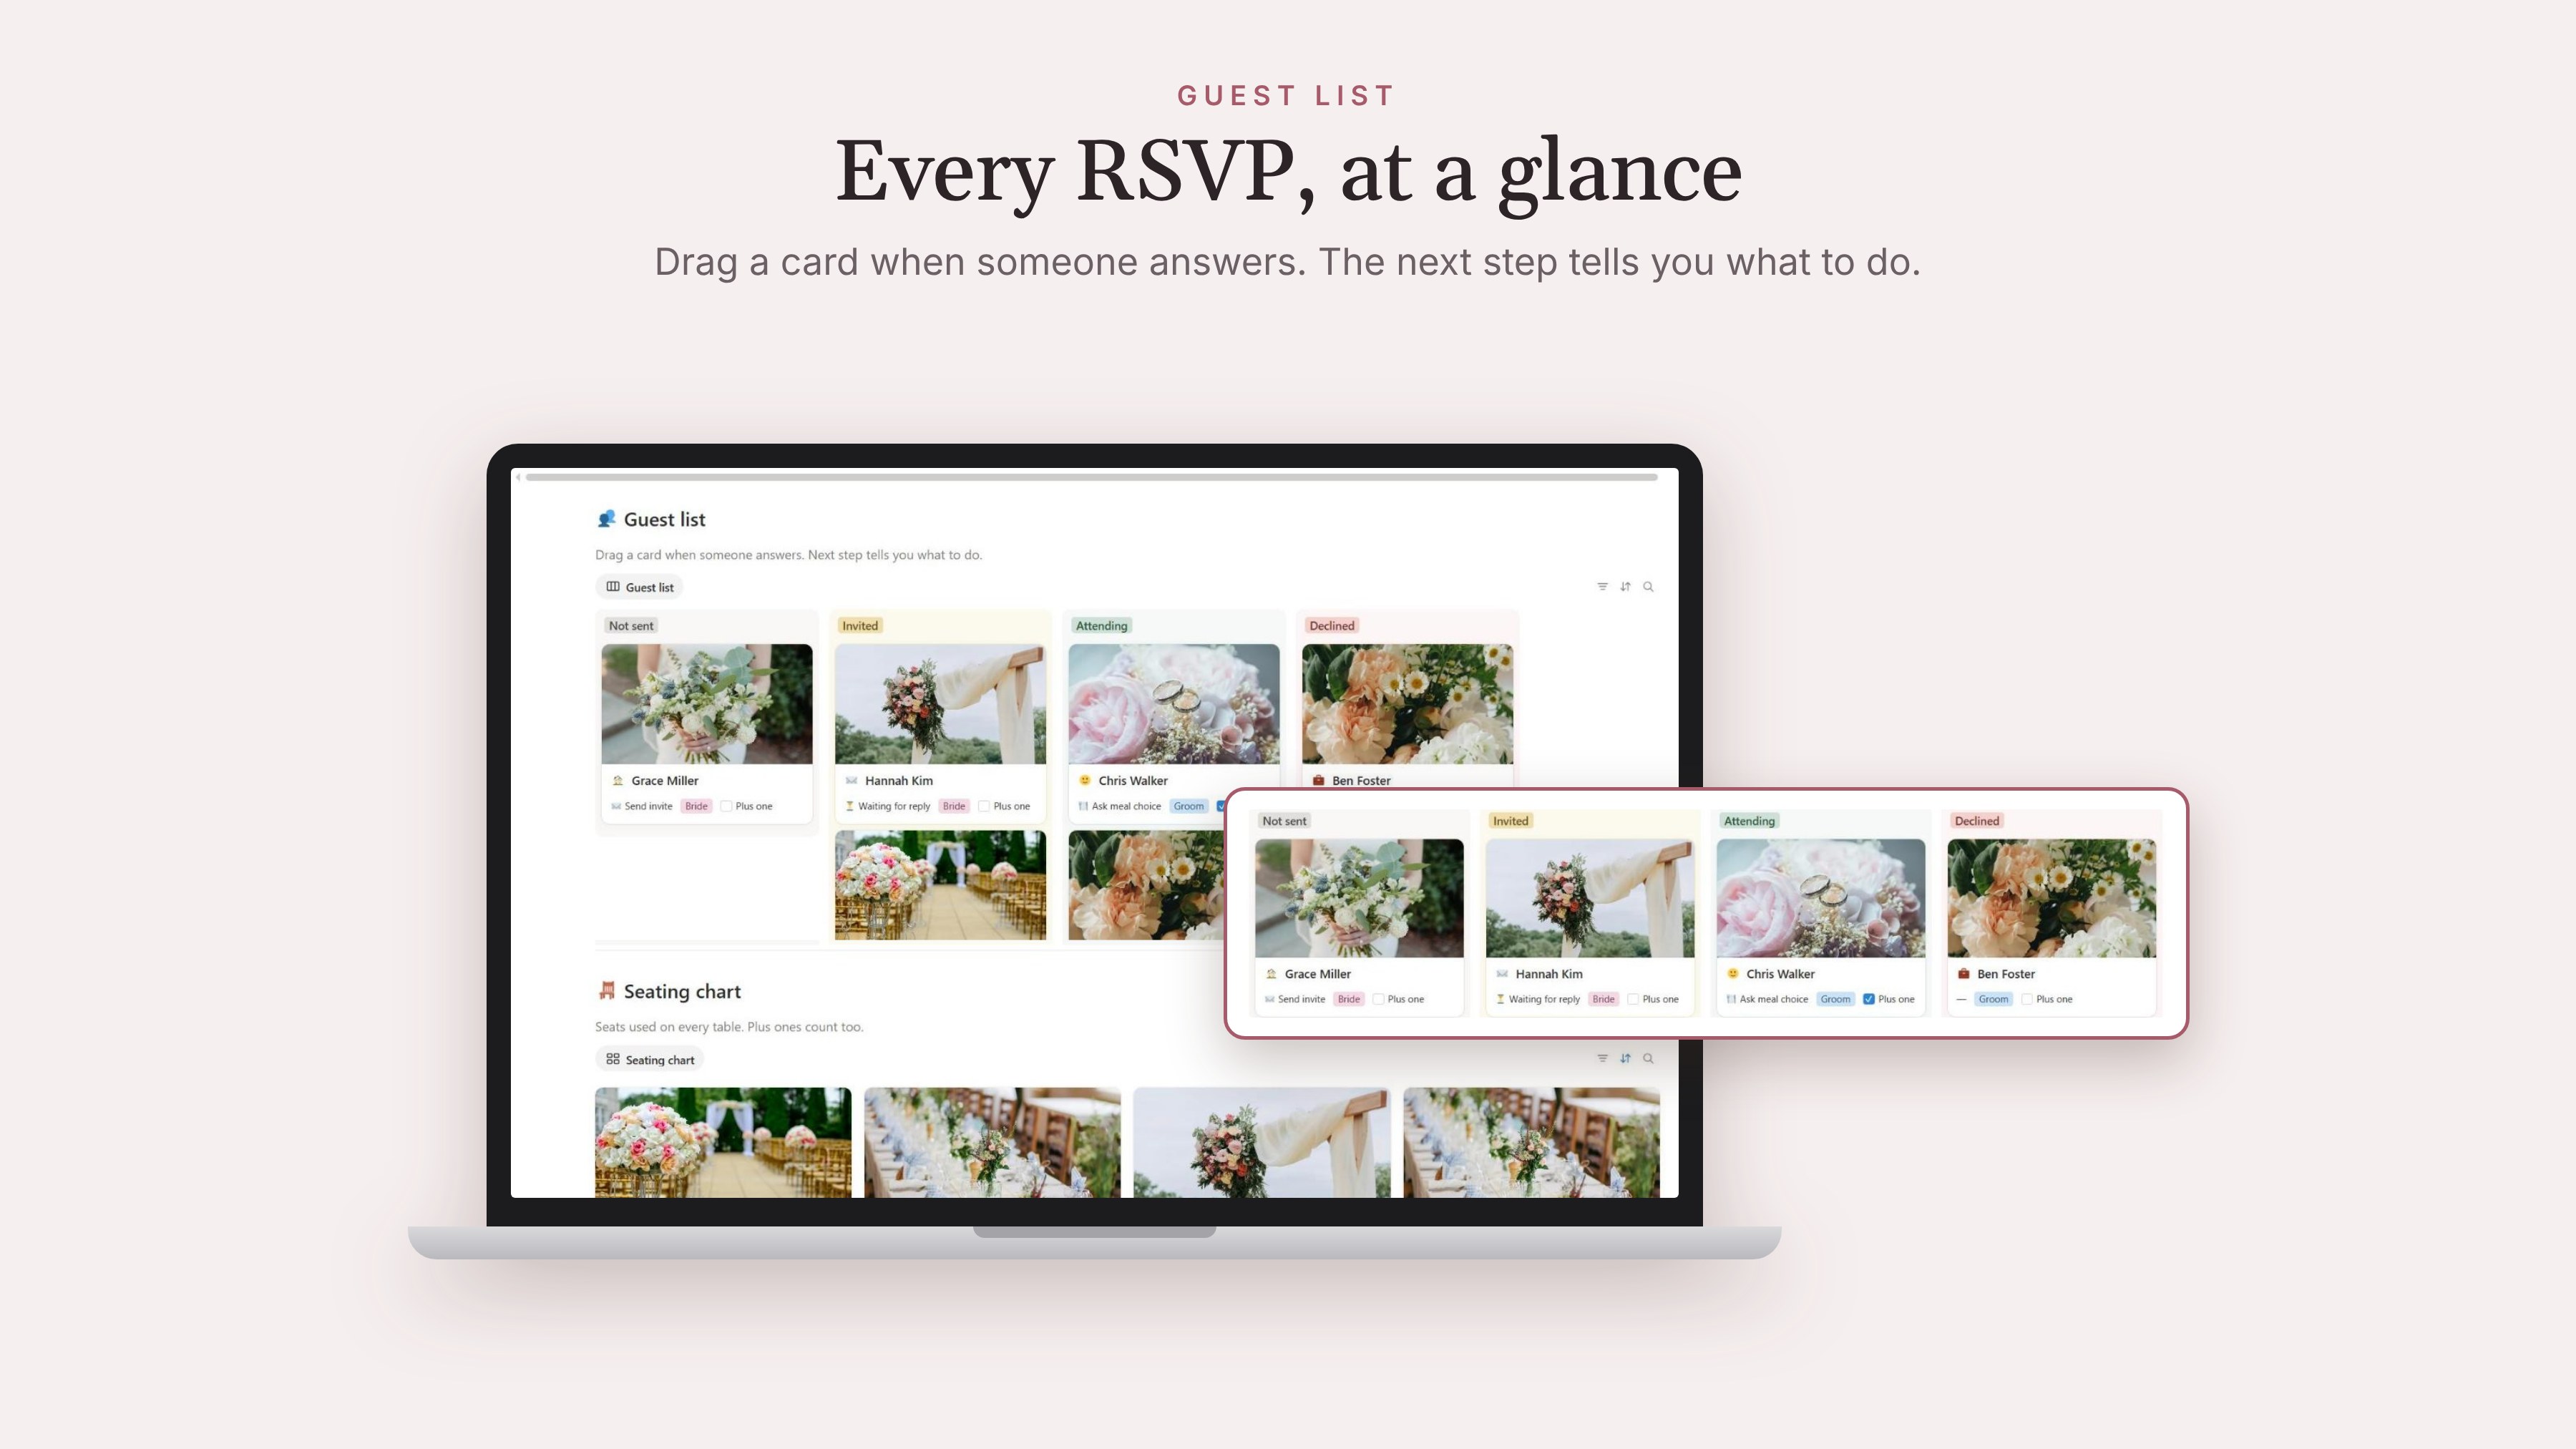 GUEST LIST
Every RSVP, at a glance
Drag a card when someone answers. The next step tells you what to do.
Guest list
Drag a card when someone answers. Next step tells you what to do.
Guest list
Not sent
Invited
Attending
Declined
Grace Miller
Hannah Kim
Chris Walker
Ben Foster
Send invite Bride Plus one
Waiting for reply Bride Plus one
Ask meal choice Groom
Not sent
Invited
Attending
Declined
Grace Miller
Hannah Kim
Chris Walker
Ben Foster
Send invite Bride Plus one
Waiting for reply Bride Plus one
Ask meal choice Groom Plus one
— Groom Plus one
Seating chart
Seats used on every table. Plus ones count too.
Seating chart